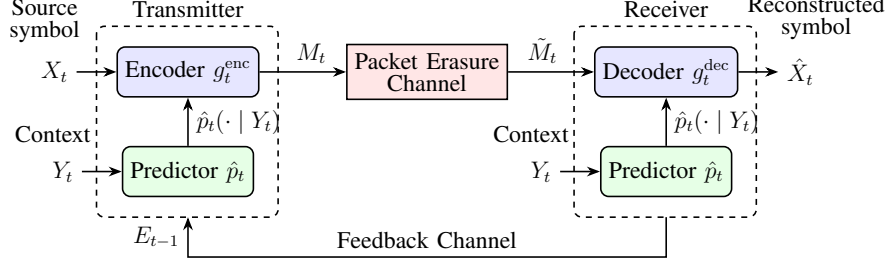 Source
symbol
Transmitter
Receiver
Reconstructed
symbol
X_t
Encoder g_t^enc
M_t
Packet Erasure
Channel
M̃_t
Decoder g_t^dec
X̂_t
p̂_t(· | Y_t)
p̂_t(· | Y_t)
Context
Y_t
Predictor p̂_t
Context
Y_t
Predictor p̂_t
E_{t−1}
Feedback Channel